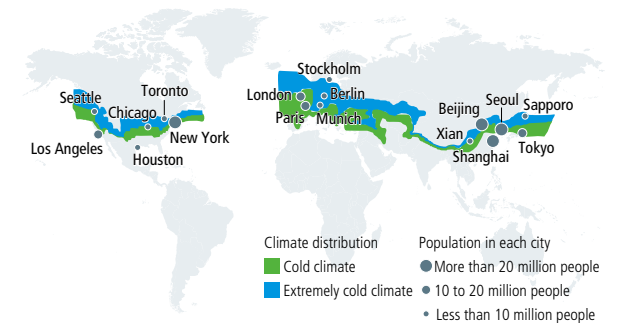 Stockholm
Seattle
Toronto
London
Berlin
Chicago
Beijing
Seoul
Sapporo
Paris
Munich
New York
Xian
Los Angeles
Houston
Shanghai
Tokyo
Climate distribution
Cold climate
Extremely cold climate
Population in each city
More than 20 million people
10 to 20 million people
Less than 10 million people